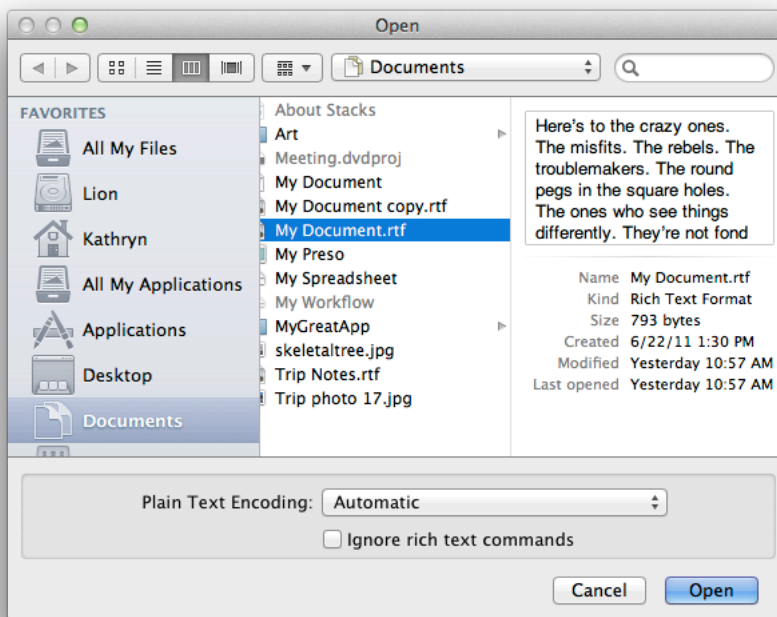 Open
Documents
FAVORITES
All My Files
Lion
Kathryn
All My Applications
Applications
Desktop
Documents
About Stacks
Art
Meeting.dvdproj
My Document
My Document copy.rtf
My Document.rtf
My Preso
My Spreadsheet
My Workflow
MyGreatApp
skeletaltree.jpg
Trip Notes.rtf
Trip photo 17.jpg
Here's to the crazy ones.
The misfits. The rebels. The
troublemakers. The round
pegs in the square holes.
The ones who see things
differently. They're not fond
Name My Document.rtf
Kind Rich Text Format
Size 793 bytes
Created 6/22/11 1:30 PM
Modified Yesterday 10:57 AM
Last opened Yesterday 10:57 AM
Plain Text Encoding: Automatic
Ignore rich text commands
Cancel Open